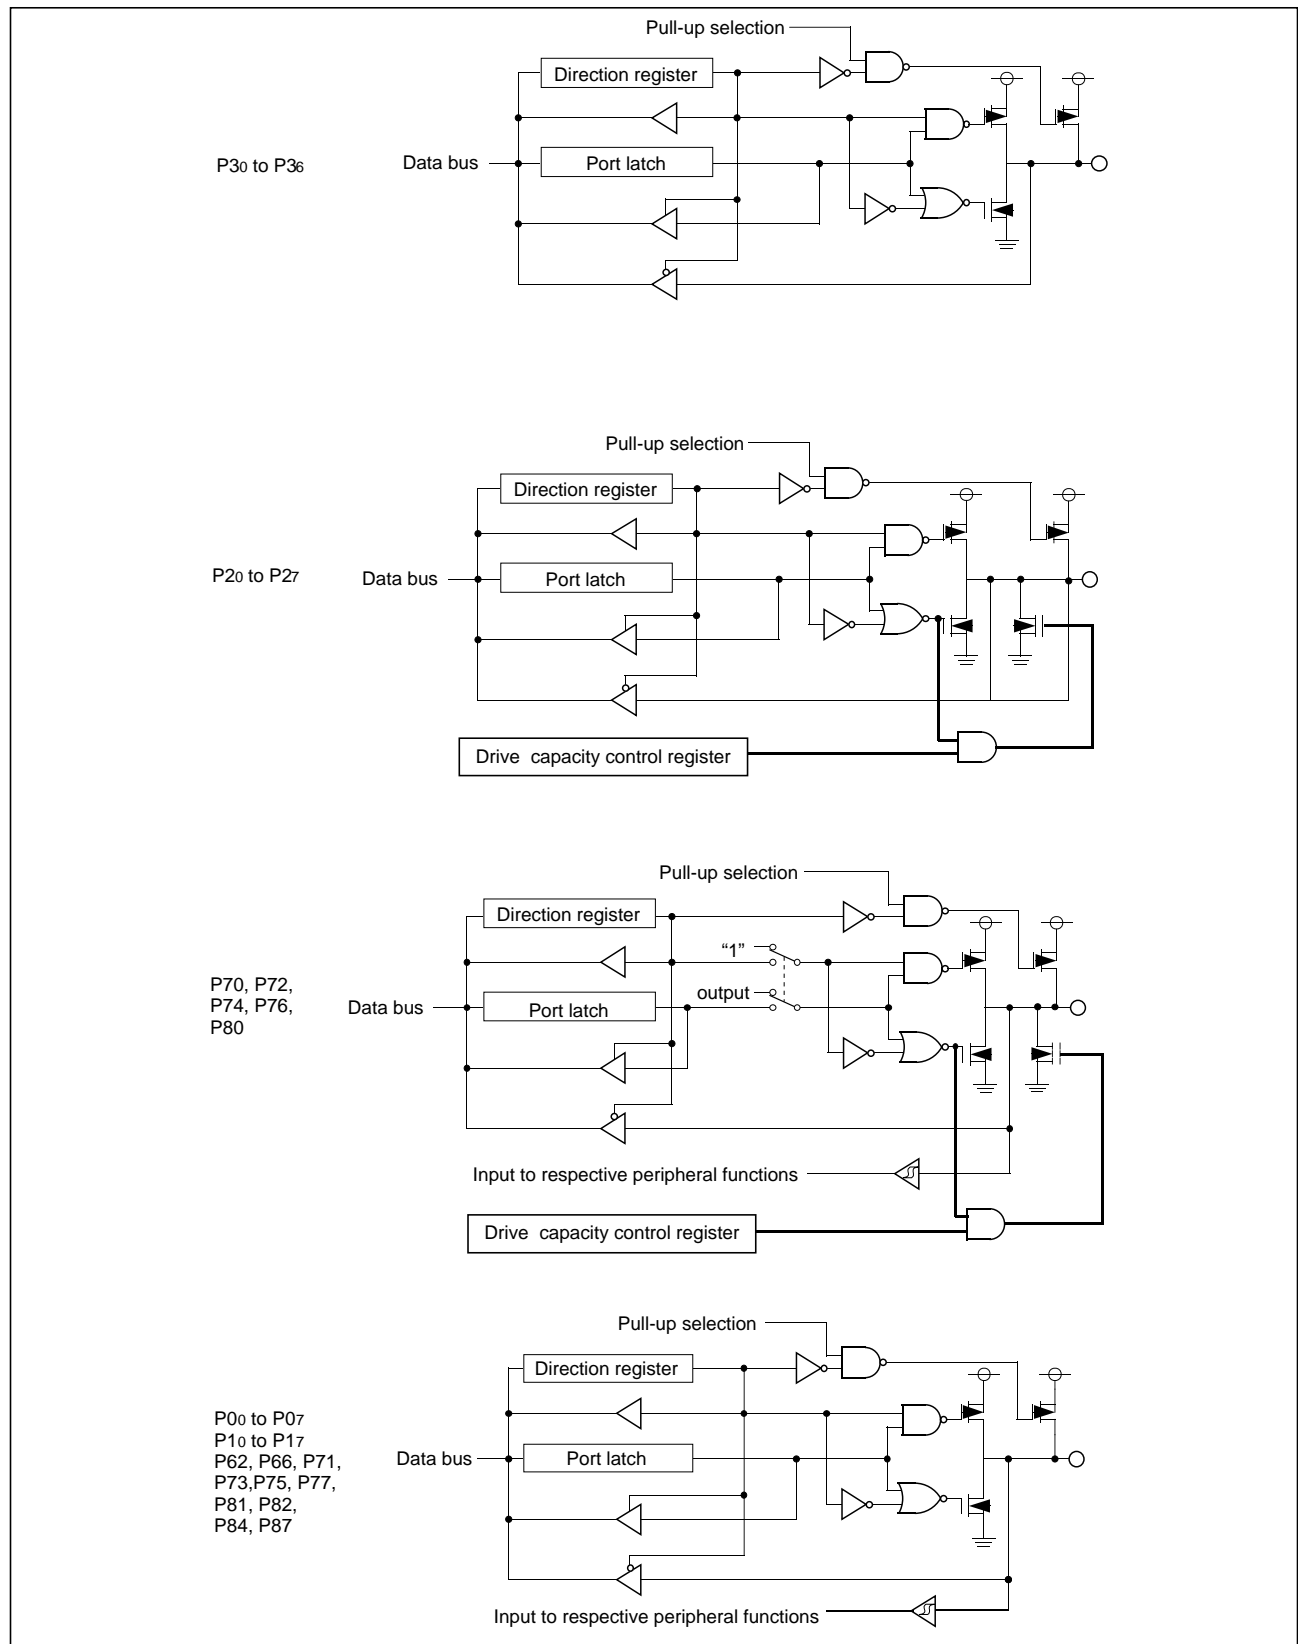 Pull-up selection
Direction register
P30 to P36
Data bus
Port latch
Pull-up selection
Direction register
P20 to P27
Data bus
Port latch
Drive capacity control register
Pull-up selection
Direction register
“1”
P70, P72,
P74, P76,
P80
output
Data bus
Port latch
Input to respective peripheral functions
Drive capacity control register
Pull-up selection
Direction register
P00 to P07
P10 to P17
P62, P66, P71,
P73,P75, P77,
P81, P82,
P84, P87
Data bus
Port latch
Input to respective peripheral functions